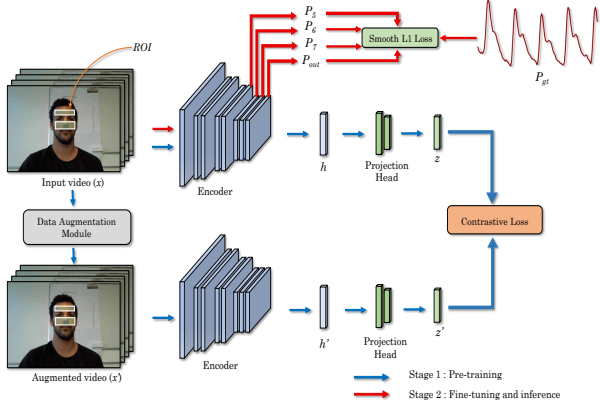 ROI
P5
P6
P7
Pout
Smooth L1 Loss
Pgt
Input video (x)
Encoder
h
Projection
Head
z
Data Augmentation
Module
Contrastive Loss
Augmented video (x')
Encoder
h'
Projection
Head
z'
Stage 1 : Pre-training
Stage 2 : Fine-tuning and inference